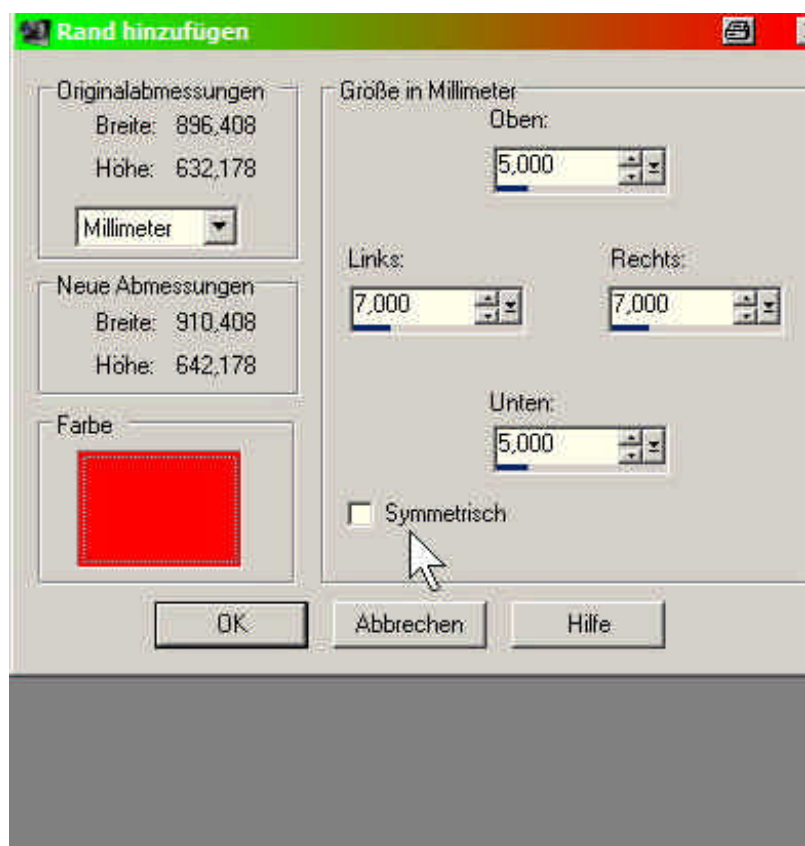 Rand hinzufügen
Originalabmessungen
Breite: 896,408
Höhe: 632,178
Millimeter
Neue Abmessungen
Breite: 910,408
Höhe: 642,178
Farbe
Größe in Millimeter
Oben:
5,000
Links:
7,000
Rechts:
7,000
Unten:
5,000
Symmetrisch
OK
Abbrechen
Hilfe